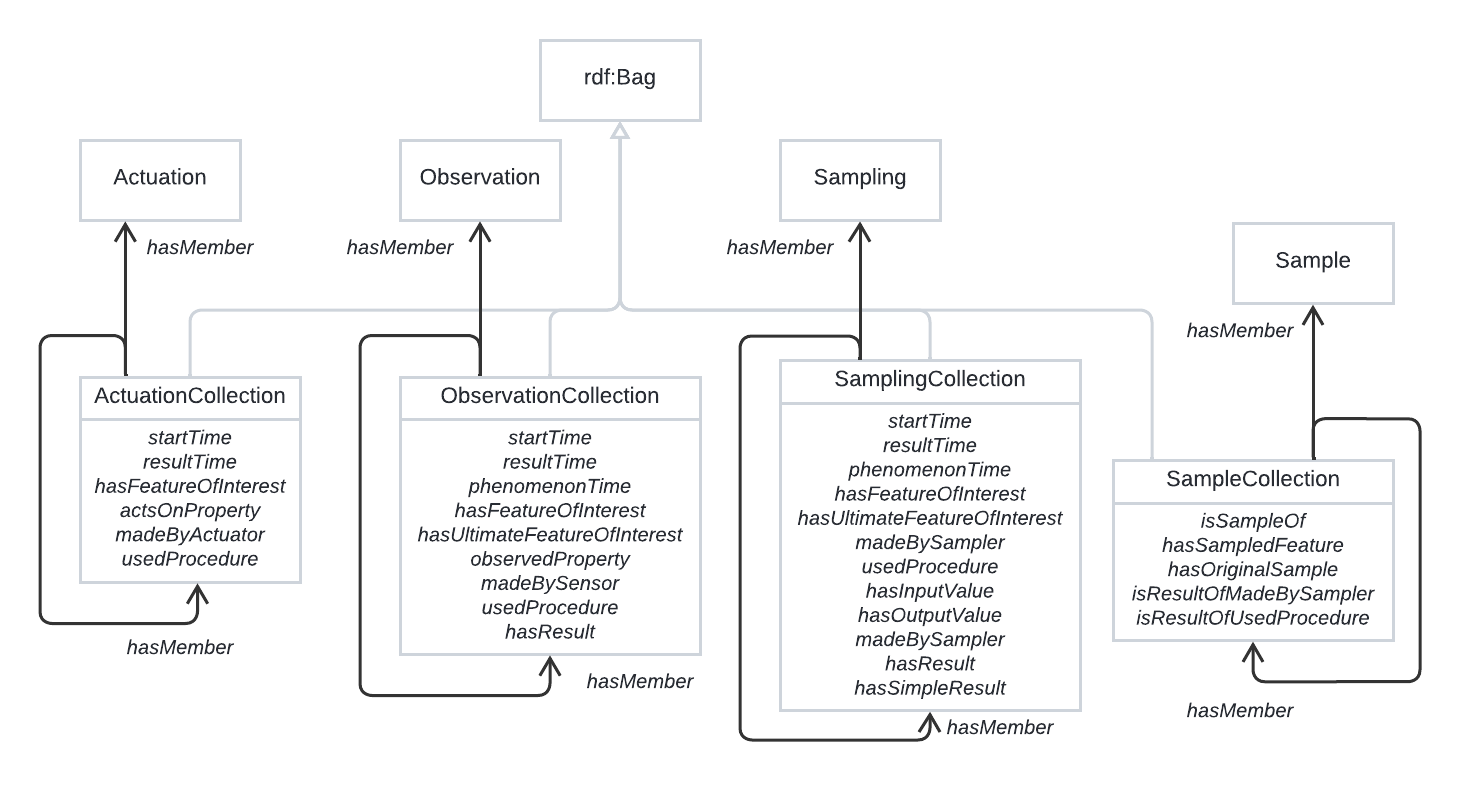 rdf:Bag
Actuation
Observation
Sampling
Sample
hasMember
hasMember
hasMember
hasMember
ActuationCollection
startTime
resultTime
hasFeatureOfInterest
actsOnProperty
madeByActuator
usedProcedure
hasMember
ObservationCollection
startTime
resultTime
phenomenonTime
hasFeatureOfInterest
hasUltimateFeatureOfInterest
observedProperty
madeBySensor
usedProcedure
hasResult
hasMember
SamplingCollection
startTime
resultTime
phenomenonTime
hasFeatureOfInterest
hasUltimateFeatureOfInterest
madeBySampler
usedProcedure
hasInputValue
hasOutputValue
madeBySampler
hasResult
hasSimpleResult
hasMember
SampleCollection
isSampleOf
hasSampledFeature
hasOriginalSample
isResultOfMadeBySampler
isResultOfUsedProcedure
hasMember